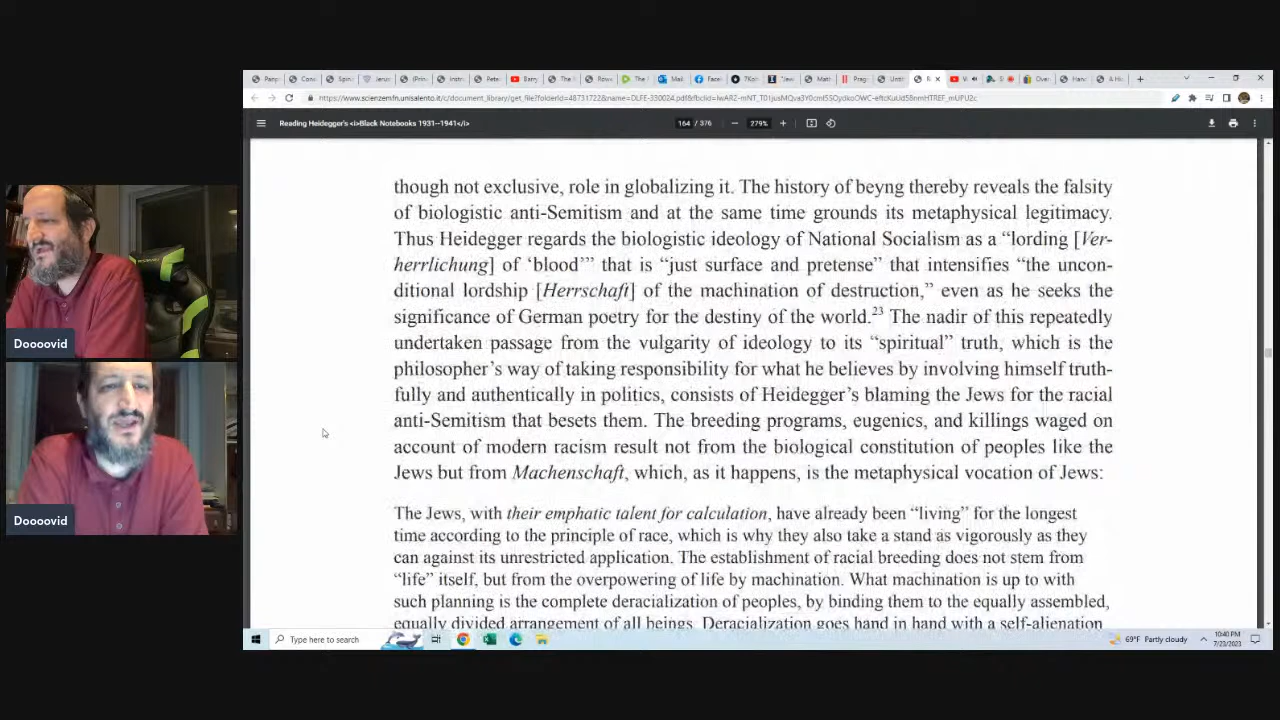 Reading Heidegger's <i>Black Notebooks 1931--1941</i>
164 / 376
279%
though not exclusive, role in globalizing it. The history of beyng thereby reveals the falsity
of biologistic anti-Semitism and at the same time grounds its metaphysical legitimacy.
Thus Heidegger regards the biologistic ideology of National Socialism as a “lording [Ver-
herrlichung] of ‘blood’” that is “just surface and pretense” that intensifies “the uncon-
ditional lordship [Herrschaft] of the machination of destruction,” even as he seeks the
significance of German poetry for the destiny of the world.23 The nadir of this repeatedly
undertaken passage from the vulgarity of ideology to its “spiritual” truth, which is the
philosopher’s way of taking responsibility for what he believes by involving himself truth-
fully and authentically in politics, consists of Heidegger’s blaming the Jews for the racial
anti-Semitism that besets them. The breeding programs, eugenics, and killings waged on
account of modern racism result not from the biological constitution of peoples like the
Jews but from Machenschaft, which, as it happens, is the metaphysical vocation of Jews:
The Jews, with their emphatic talent for calculation, have already been “living” for the longest
time according to the principle of race, which is why they also take a stand as vigorously as they
can against its unrestricted application. The establishment of racial breeding does not stem from
“life” itself, but from the overpowering of life by machination. What machination is up to with
such planning is the complete deracialization of peoples, by binding them to the equally assembled,
equally divided arrangement of all beings. Deracialization goes hand in hand with a self-alienation
Doooovid
Doooovid
Type here to search
69°F Partly cloudy
10:40 PM
7/23/2023